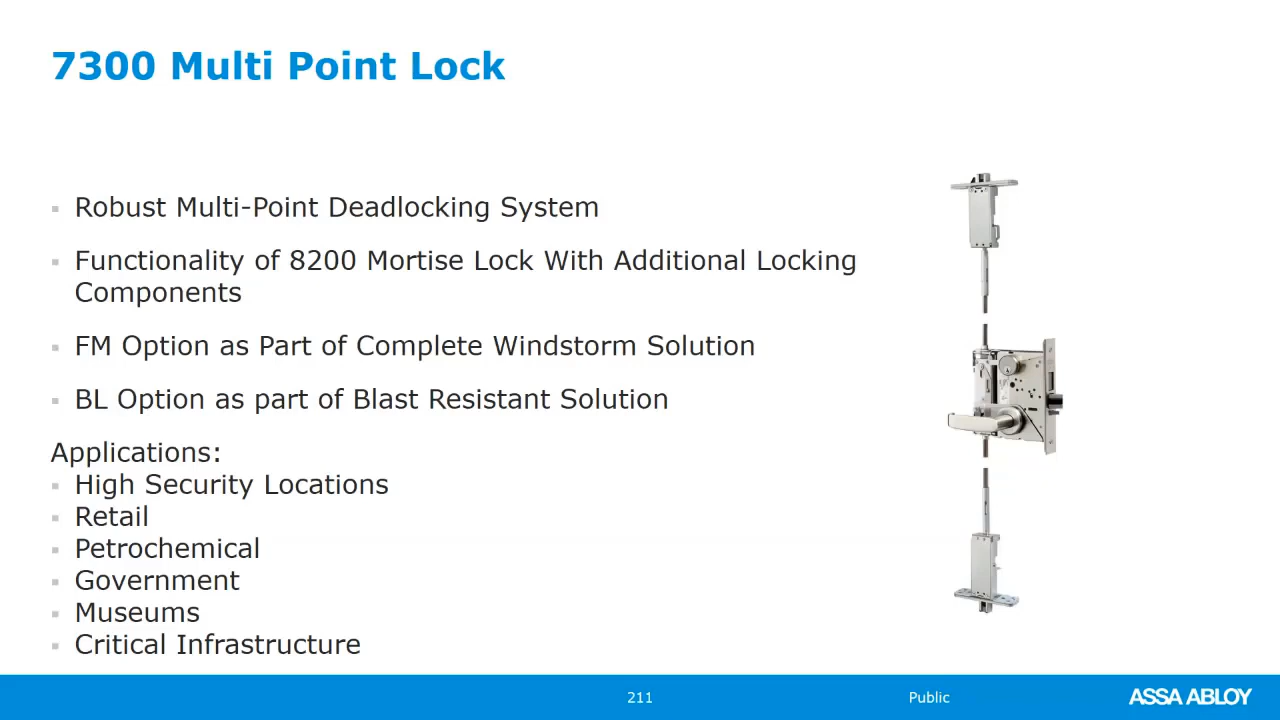 7300 Multi Point Lock
Robust Multi-Point Deadlocking System
Functionality of 8200 Mortise Lock With Additional Locking
Components
FM Option as Part of Complete Windstorm Solution
BL Option as part of Blast Resistant Solution
Applications:
High Security Locations
Retail
Petrochemical
Government
Museums
Critical Infrastructure
211
Public
ASSA ABLOY